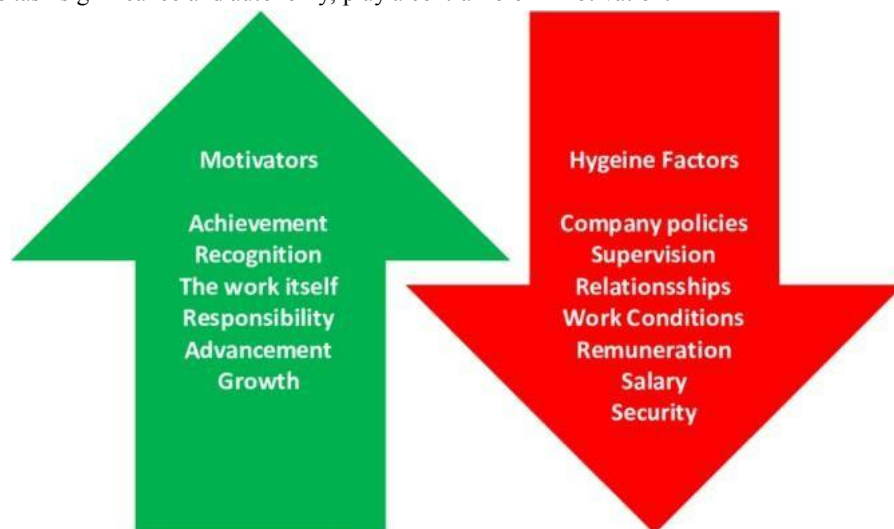 play a
Motivators
Achievement
Recognition
The work itself
Responsibility
Advancement
Growth
Hygeine Factors
Company policies
Supervision
Relationsships
Work Conditions
Remuneration
Salary
Security